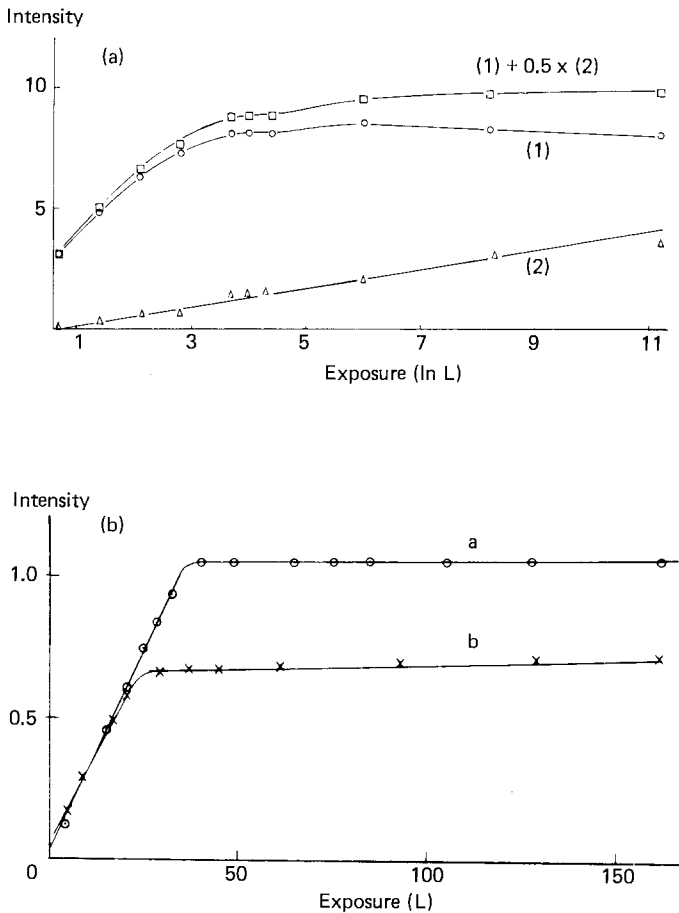 Intensity
(a)
(1) + 0.5 x (2)
10
(1)
5
(2)
1 3 5 7 9 11
Exposure (ln L)
Intensity
(b)
a
1.0
b
0.5
0
50 100 150
Exposure (L)